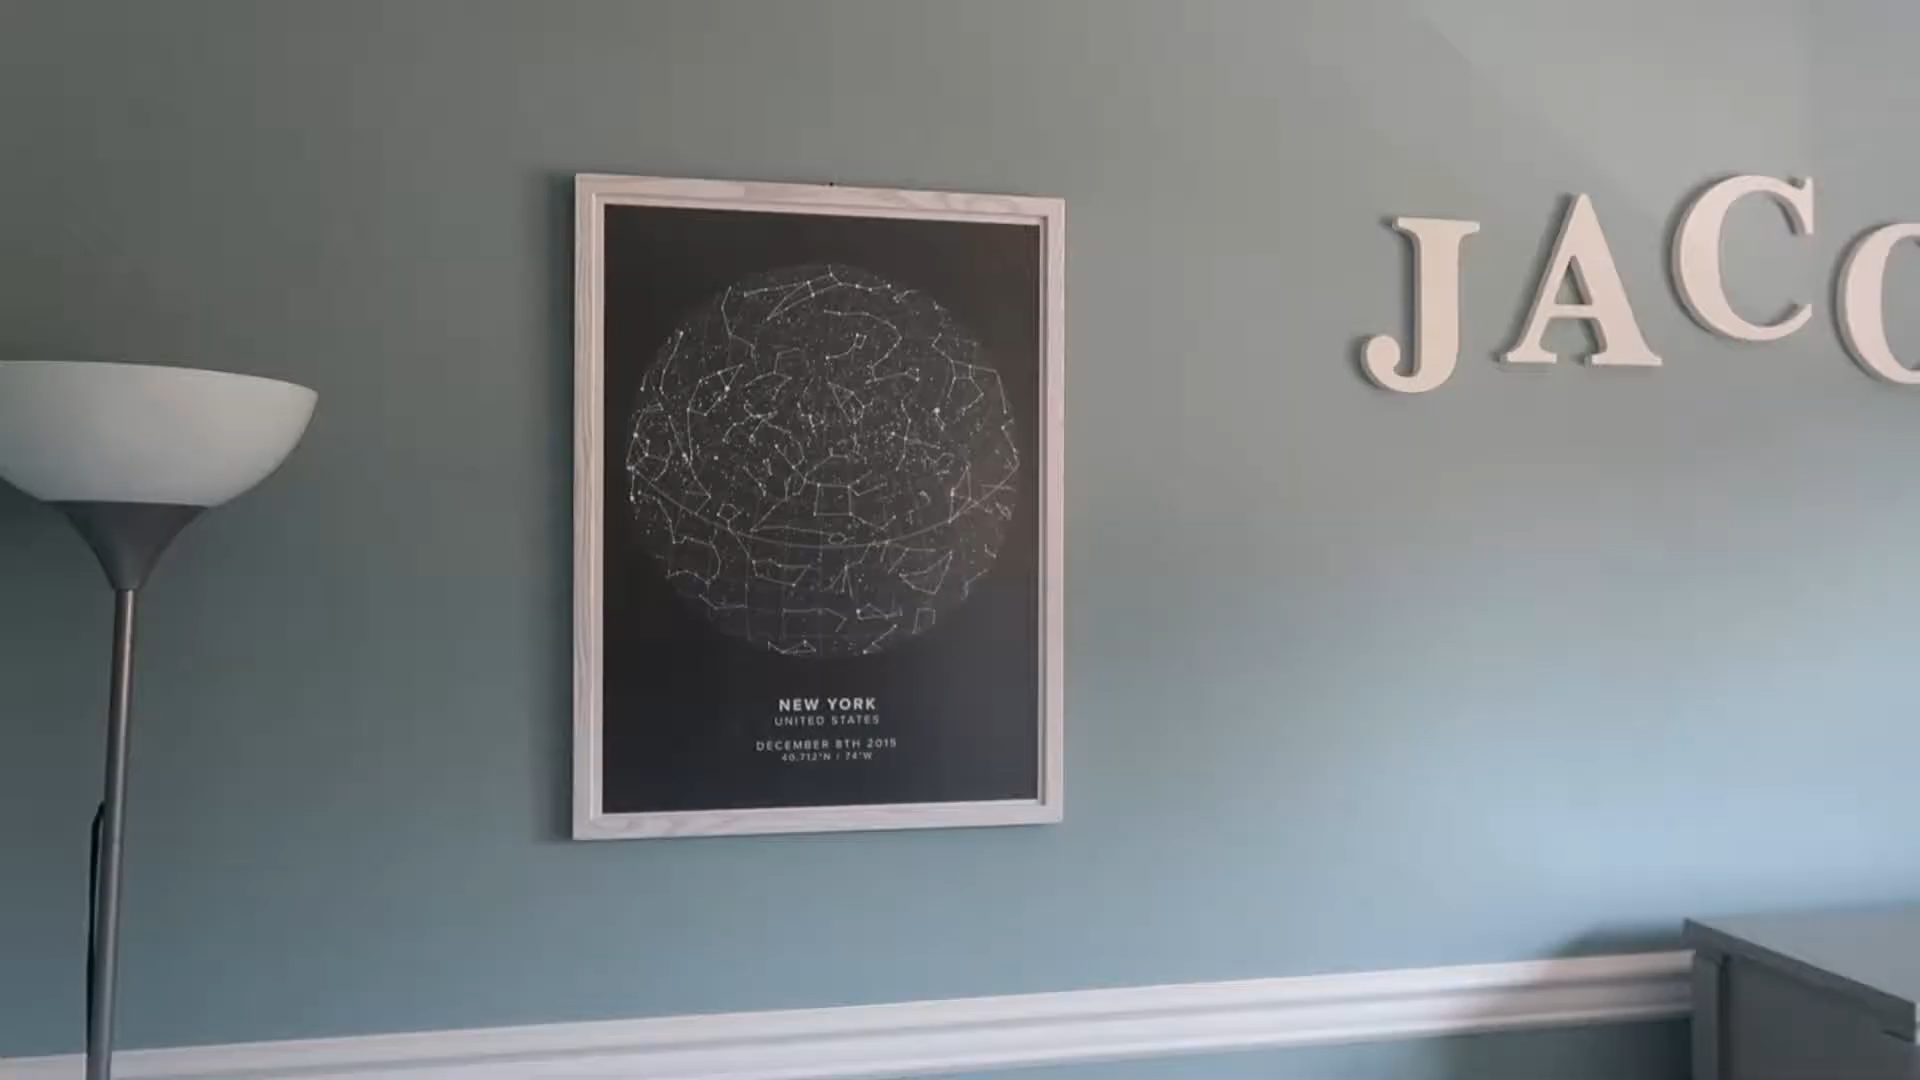 NEW YORK
UNITED STATES
DECEMBER 8TH 2015
40.712°N / 74°W
JACO